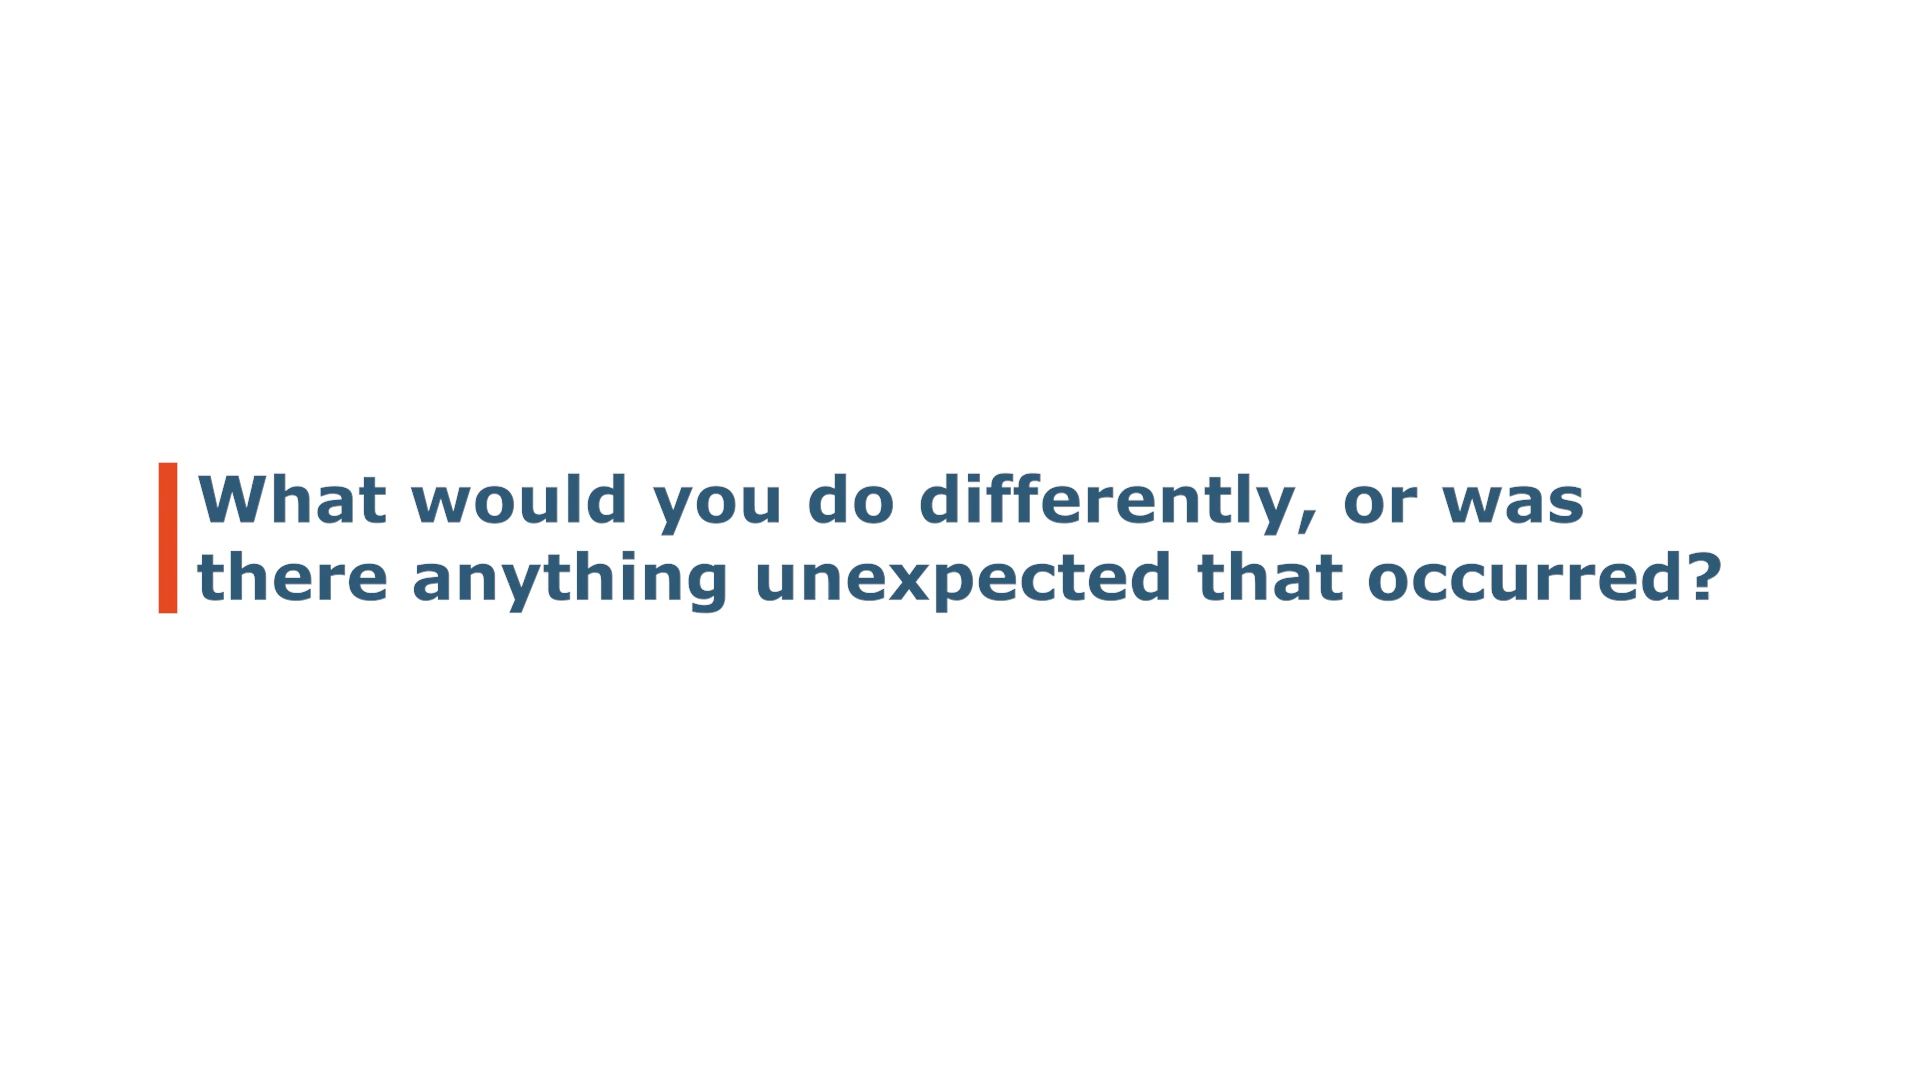 What would you do differently, or was
there anything unexpected that occurred?